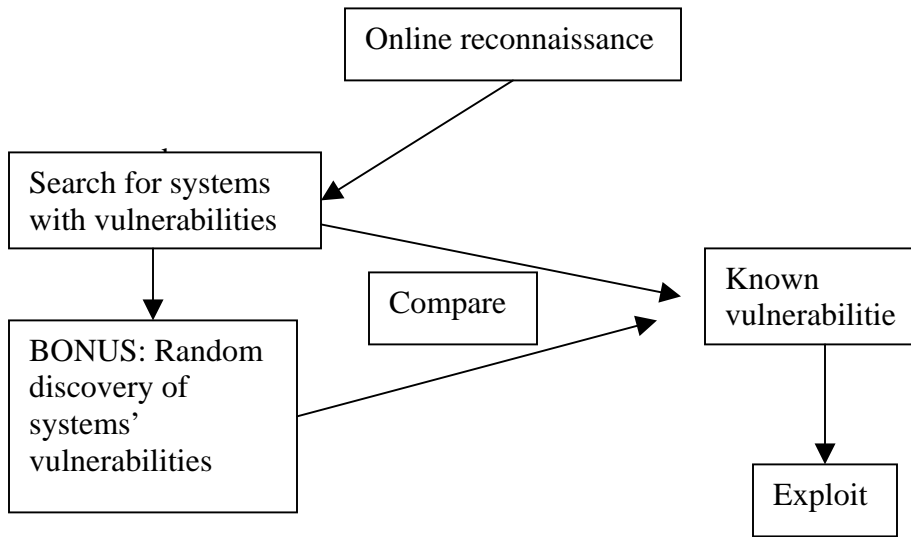 Online reconnaissance
Search for systems
with vulnerabilities
Compare
Known
vulnerabilitie
BONUS: Random
discovery of
systems’
vulnerabilities
Exploit